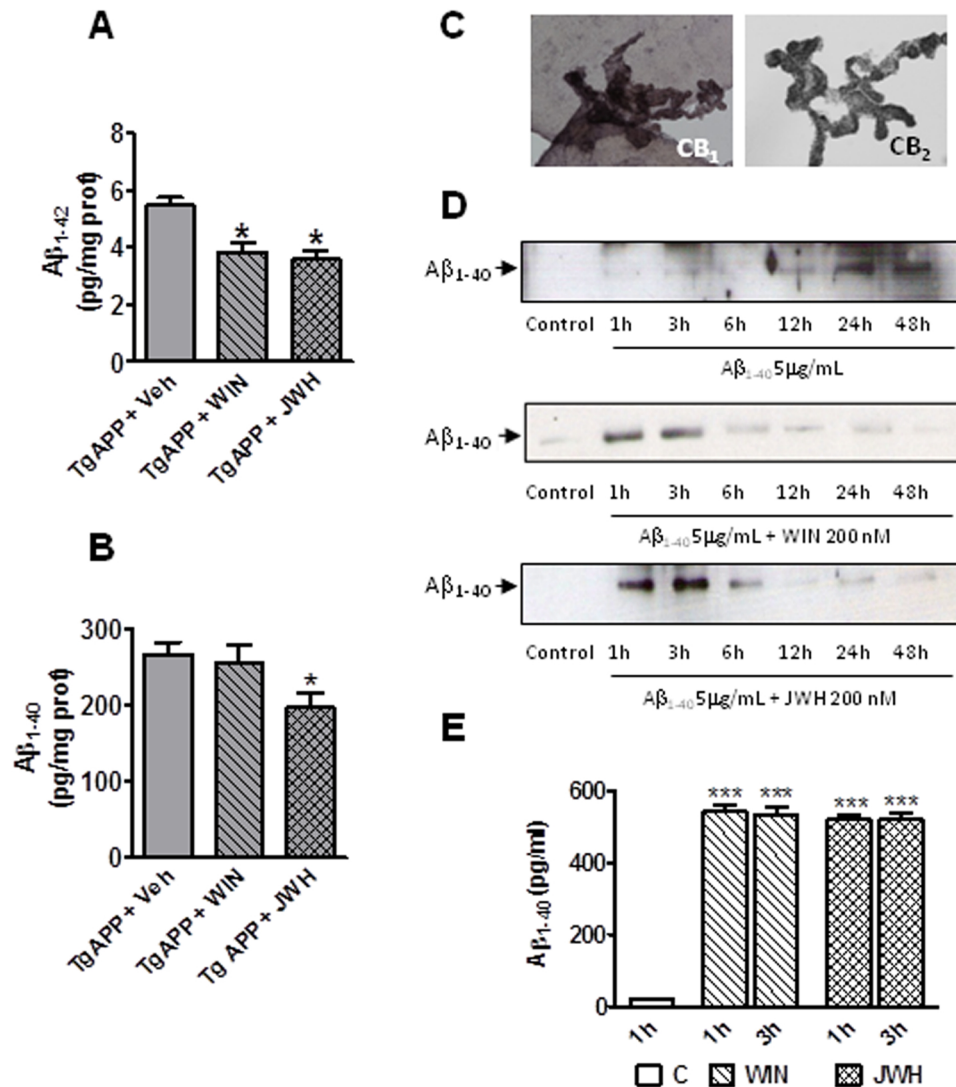 A
Aβ1-42
(pg/mg prot)
8
6
4
2
0
*
*
TgAPP + Veh
TgAPP + WIN
TgAPP + JWH
B
Aβ1-40
(pg/mg prot)
300
200
100
0
*
TgAPP + Veh
TgAPP + WIN
Tg APP + JWH
C
CB1
CB2
D
Aβ1-40
Control 1h 3h 6h 12h 24h 48h
Aβ1-40 5µg/mL
Aβ1-40
Control 1h 3h 6h 12h 24h 48h
Aβ1-40 5µg/mL + WIN 200 nM
Aβ1-40
Control 1h 3h 6h 12h 24h 48h
Aβ1-40 5µg/mL + JWH 200 nM
E
Aβ1-40 (pg/ml)
600
400
200
0
*** *** *** ***
1h 1h 3h 1h 3h
C WIN JWH